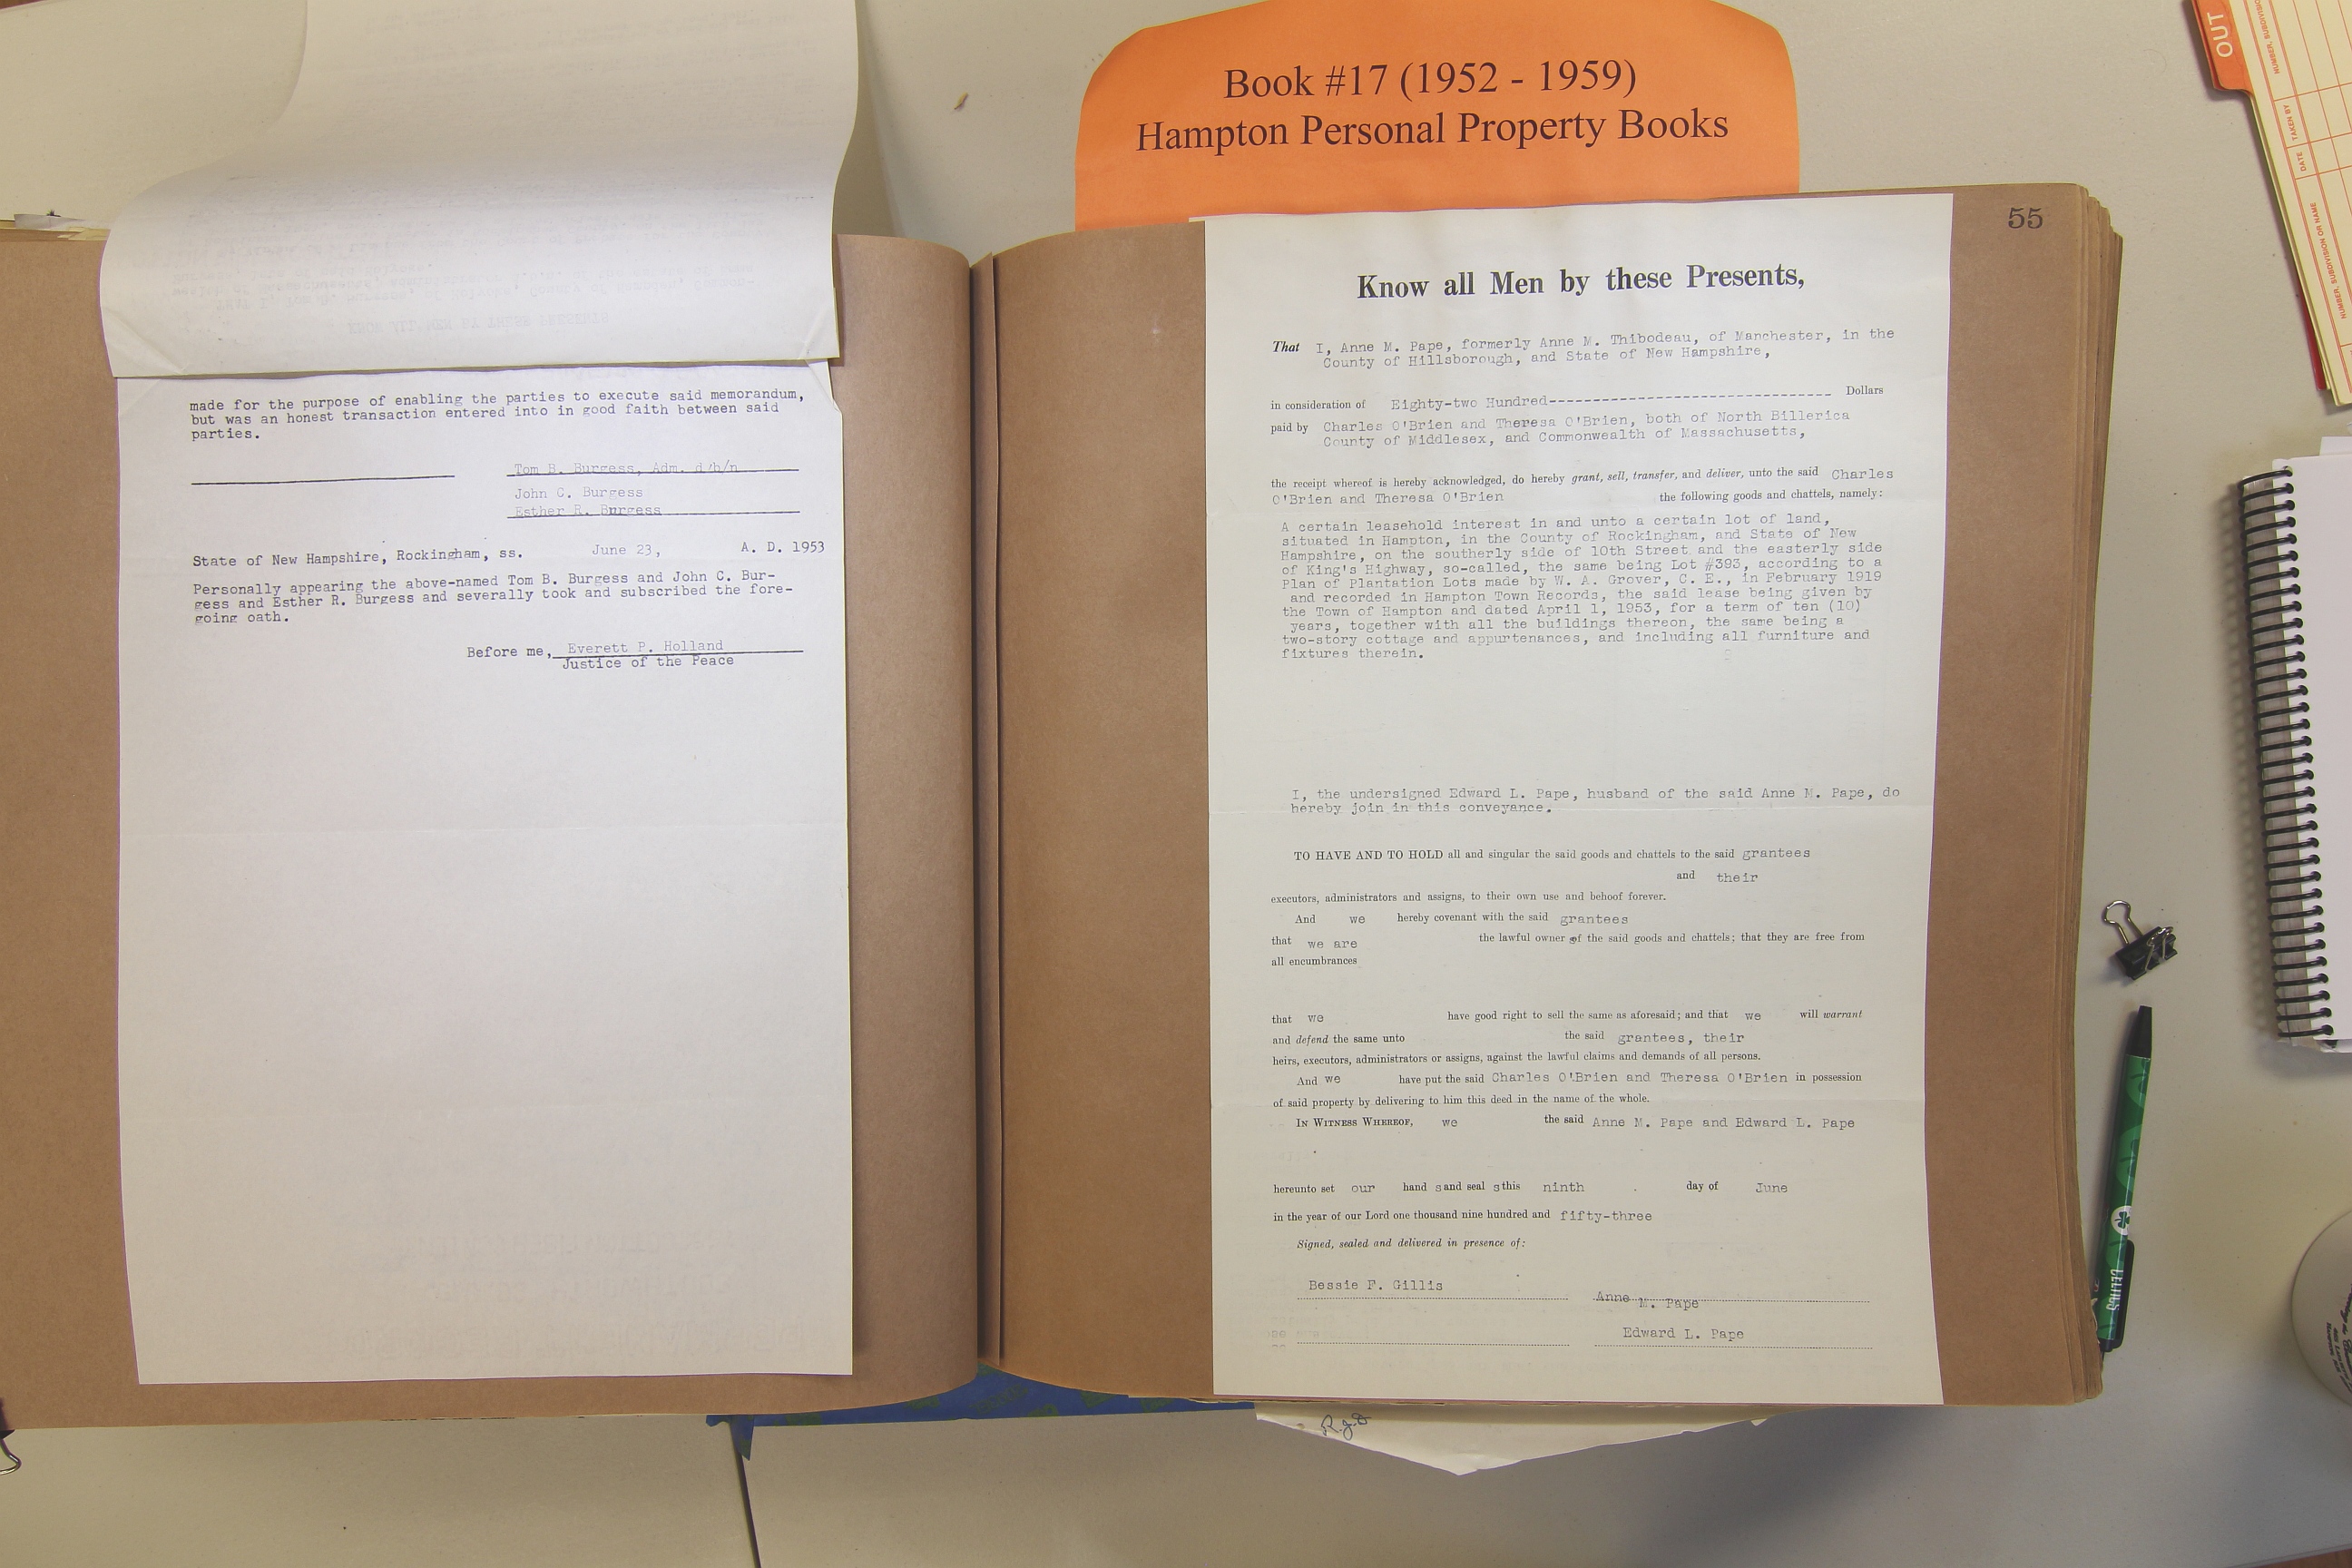 Book #17 (1952 - 1959)
Hampton Personal Property Books
OUT
NUMBER, SUBDIVISION OR NAME
DATE
TAKEN BY
made for the purpose of enabling the parties to execute said memorandum,
but was an honest transaction entered into in good faith between said
parties.
Tom B. Burgess, Adm. d/b/n
John C. Burgess
Esther R. Burgess
State of New Hampshire, Rockingham, ss. June 23, A. D. 1953
Personally appearing the above-named Tom B. Burgess and John C. Bur-
gess and Esther R. Burgess and severally took and subscribed the fore-
going oath.
Before me, Everett P. Holland
Justice of the Peace
55
Know all Men by these Presents,
That I, Anne M. Pape, formerly Anne M. Thibodeau, of Manchester, in the
County of Hillsborough, and State of New Hampshire,
in consideration of Eighty-two Hundred------------------------------ Dollars
paid by Charles O'Brien and Theresa O'Brien, both of North Billerica
County of Middlesex, and Commonwealth of Massachusetts,
the receipt whereof is hereby acknowledged, do hereby grant, sell, transfer, and deliver, unto the said Charles
O'Brien and Theresa O'Brien the following goods and chattels, namely:
A certain leasehold interest in and unto a certain lot of land,
situated in Hampton, in the County of Rockingham, and State of New
Hampshire, on the southerly side of 10th Street and the easterly side
of King's Highway, so-called, the same being Lot #393, according to a
Plan of Plantation Lots made by W. A. Grover, C. E., in February 1919
and recorded in Hampton Town Records, the said lease being given by
the Town of Hampton and dated April 1, 1953, for a term of ten (10)
years, together with all the buildings thereon, the same being a
two-story cottage and appurtenances, and including all furniture and
fixtures therein.
I, the undersigned Edward L. Pape, husband of the said Anne M. Pape, do
hereby join in this conveyance.
TO HAVE AND TO HOLD all and singular the said goods and chattels to the said grantees
and their
executors, administrators and assigns, to their own use and behoof forever.
And we hereby covenant with the said grantees
that we are the lawful owner of the said goods and chattels; that they are free from
all encumbrances
that we have good right to sell the same as aforesaid; and that we will warrant
and defend the same unto the said grantees, their
heirs, executors, administrators or assigns, against the lawful claims and demands of all persons.
And we have put the said Charles O'Brien and Theresa O'Brien in possession
of said property by delivering to him this deed in the name of the whole.
IN WITNESS WHEREOF, we the said Anne M. Pape and Edward L. Pape
hereunto set our hand s and seal s this ninth day of June
in the year of our Lord one thousand nine hundred and fifty-three
Signed, sealed and delivered in presence of:
Bessie F. Gillis
Anne M. Pape
Edward L. Pape
R.J.D